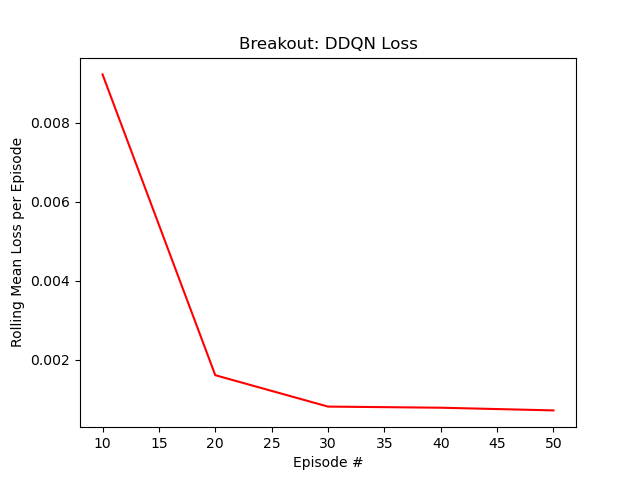 Breakout: DDQN Loss
Rolling Mean Loss per Episode
0.008
0.006
0.004
0.002
10 15 20 25 30 35 40 45 50
Episode #